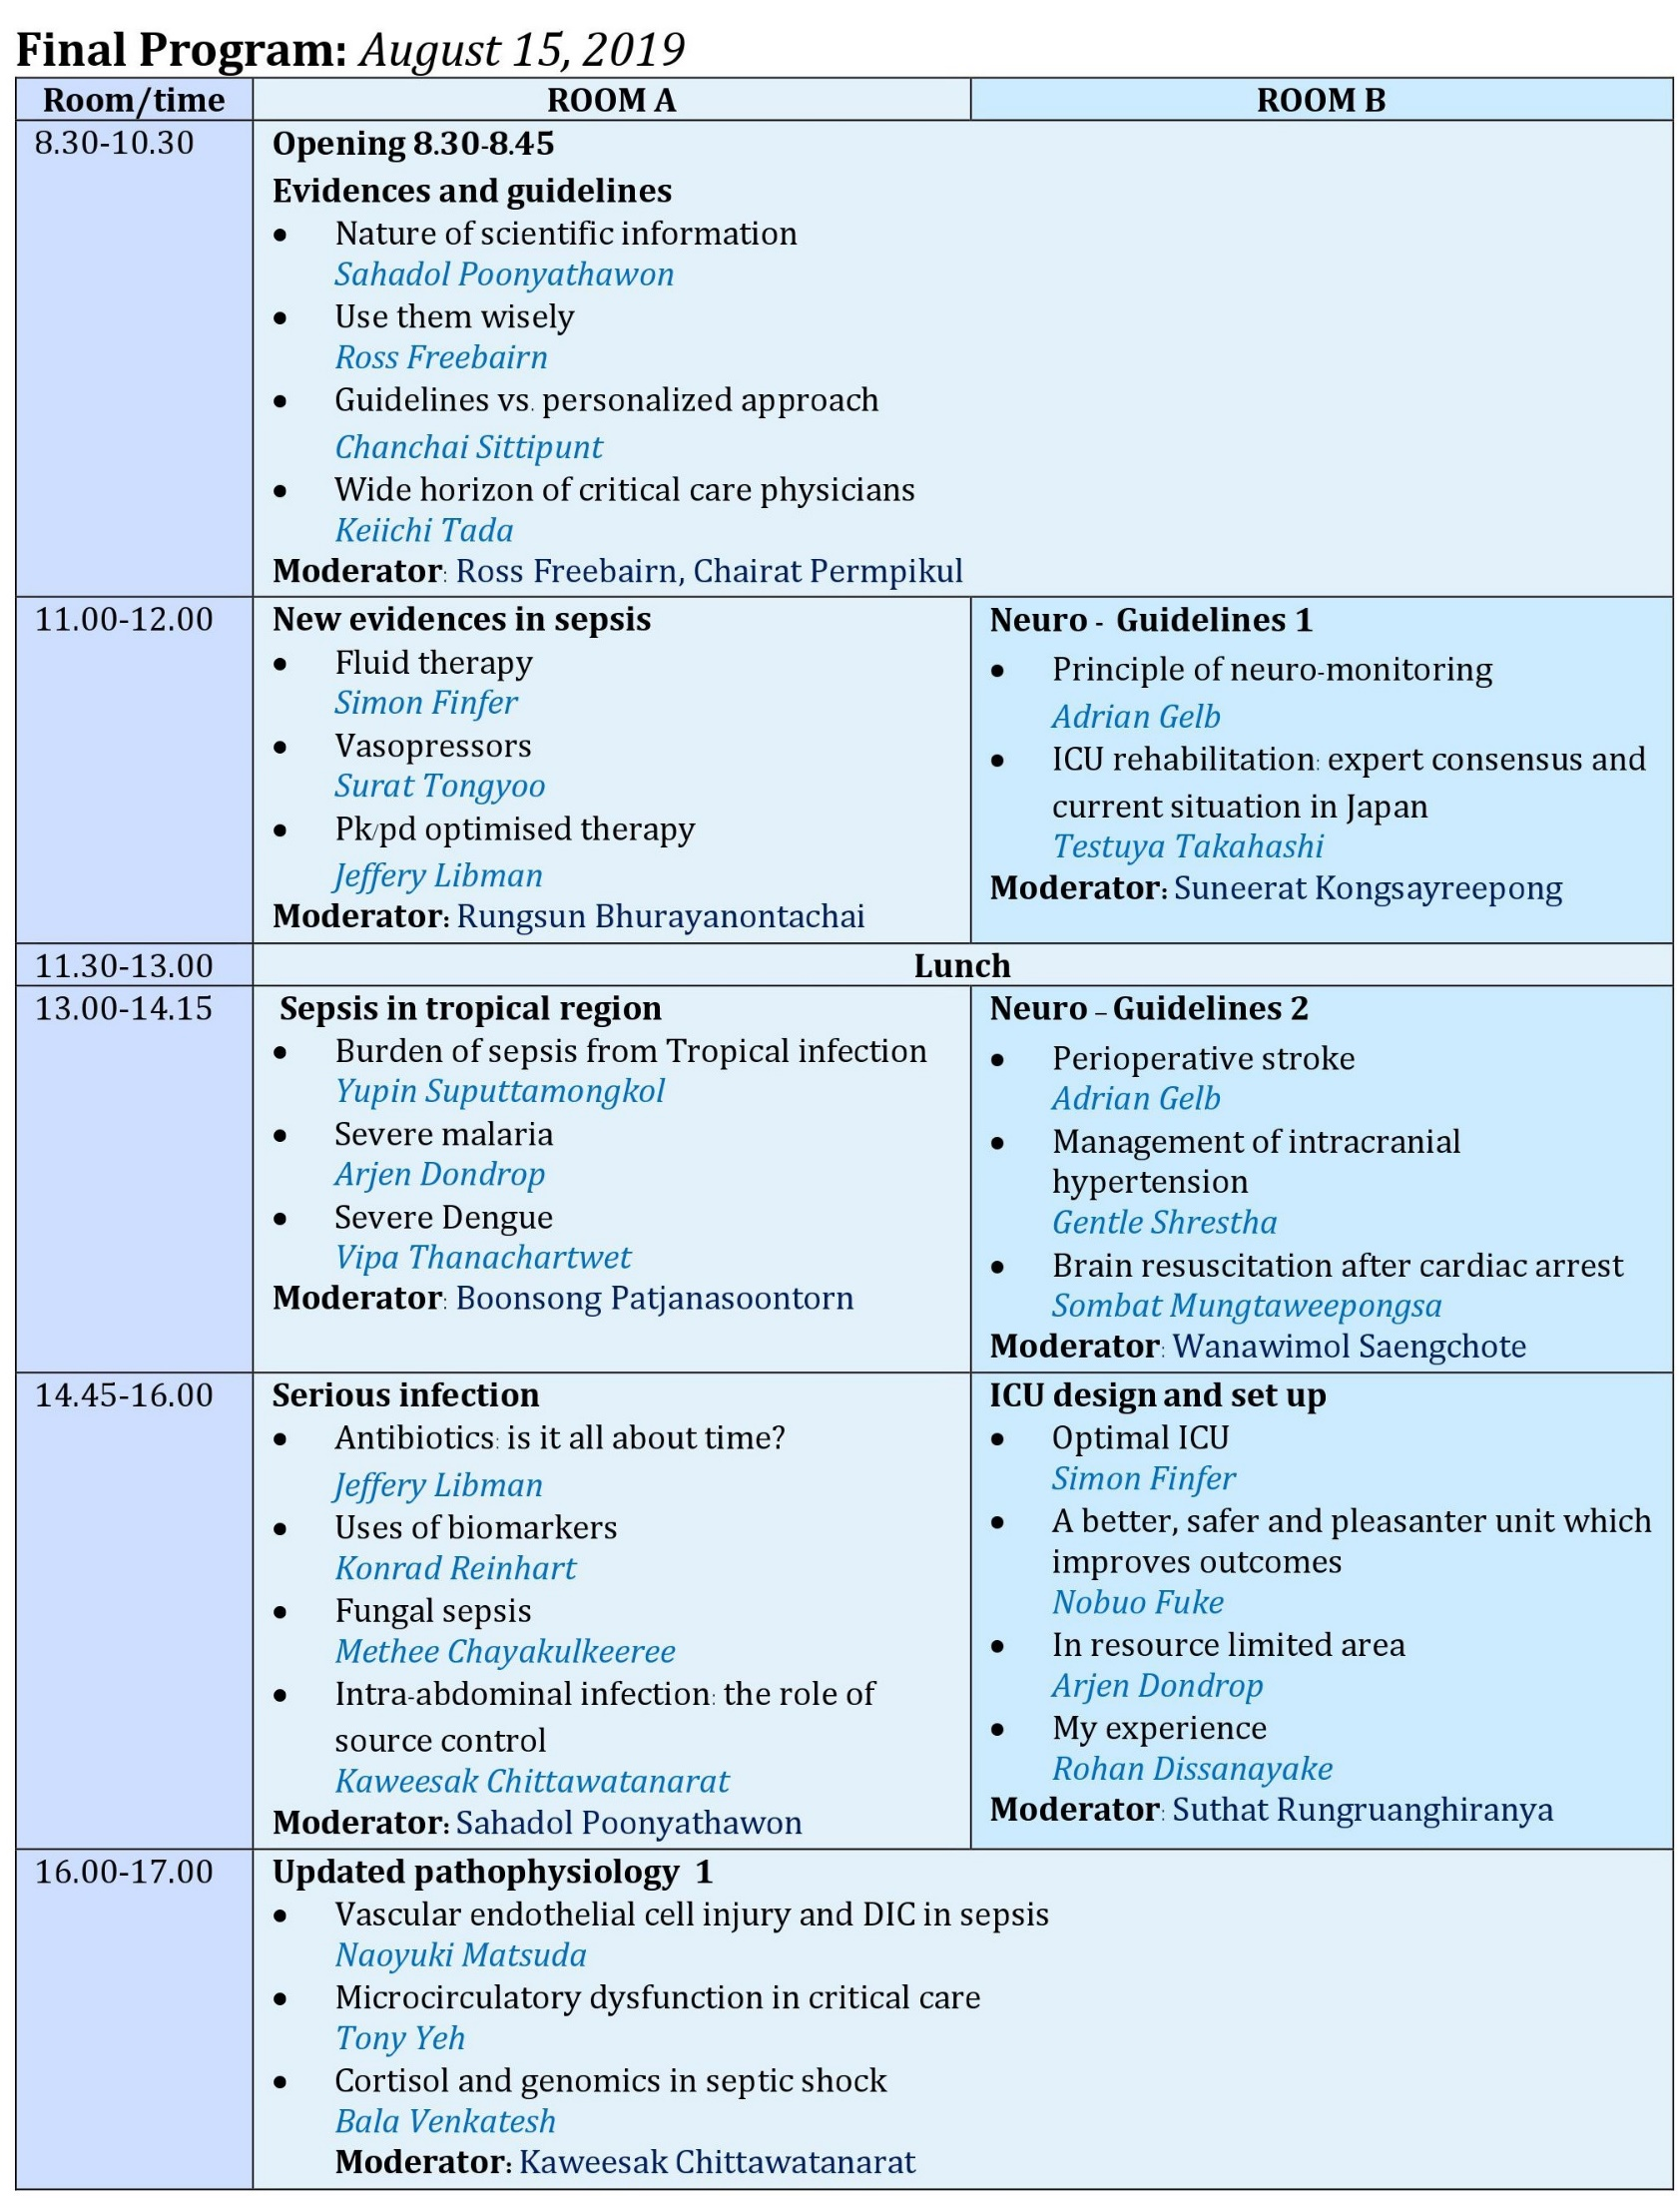 Final Program: August 15, 2019
Room/time
ROOM A
ROOM B
8.30-10.30
Opening 8.30-8.45
Evidences and guidelines
• Nature of scientific information
Sahadol Poonyathawon
• Use them wisely
Ross Freebairn
• Guidelines vs. personalized approach
Chanchai Sittipunt
• Wide horizon of critical care physicians
Keiichi Tada
Moderator: Ross Freebairn, Chairat Permpikul
11.00-12.00
New evidences in sepsis
• Fluid therapy
Simon Finfer
• Vasopressors
Surat Tongyoo
• Pk/pd optimised therapy
Jeffery Libman
Moderator: Rungsun Bhurayanontachai
Neuro - Guidelines 1
• Principle of neuro-monitoring
Adrian Gelb
• ICU rehabilitation: expert consensus and
current situation in Japan
Testuya Takahashi
Moderator: Suneerat Kongsayreepong
11.30-13.00
Lunch
13.00-14.15
Sepsis in tropical region
• Burden of sepsis from Tropical infection
Yupin Suputtamongkol
• Severe malaria
Arjen Dondrop
• Severe Dengue
Vipa Thanachartwet
Moderator: Boonsong Patjanasoontorn
Neuro – Guidelines 2
• Perioperative stroke
Adrian Gelb
• Management of intracranial
hypertension
Gentle Shrestha
• Brain resuscitation after cardiac arrest
Sombat Mungtaweepongsa
Moderator: Wanawimol Saengchote
14.45-16.00
Serious infection
• Antibiotics: is it all about time?
Jeffery Libman
• Uses of biomarkers
Konrad Reinhart
• Fungal sepsis
Methee Chayakulkeeree
• Intra-abdominal infection: the role of
source control
Kaweesak Chittawatanarat
Moderator: Sahadol Poonyathawon
ICU design and set up
• Optimal ICU
Simon Finfer
• A better, safer and pleasanter unit which
improves outcomes
Nobuo Fuke
• In resource limited area
Arjen Dondrop
• My experience
Rohan Dissanayake
Moderator: Suthat Rungruanghiranya
16.00-17.00
Updated pathophysiology 1
• Vascular endothelial cell injury and DIC in sepsis
Naoyuki Matsuda
• Microcirculatory dysfunction in critical care
Tony Yeh
• Cortisol and genomics in septic shock
Bala Venkatesh
Moderator: Kaweesak Chittawatanarat